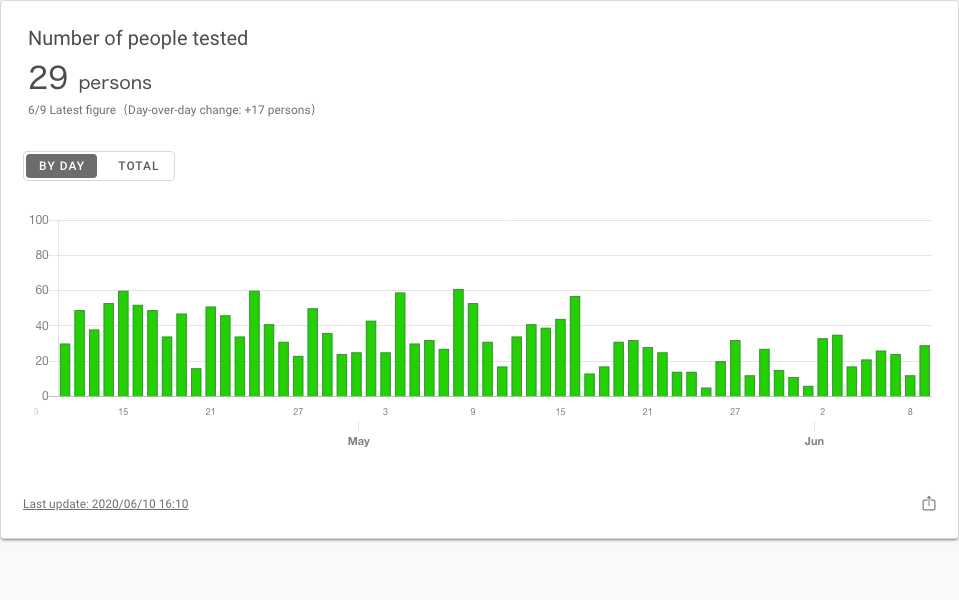 Number of people tested
29 persons
6/9 Latest figure（Day-over-day change: +17 persons）
BY DAY TOTAL
100
80
60
40
20
0
9 15 21 27 3 9 15 21 27 2 8
May Jun
Last update: 2020/06/10 16:10